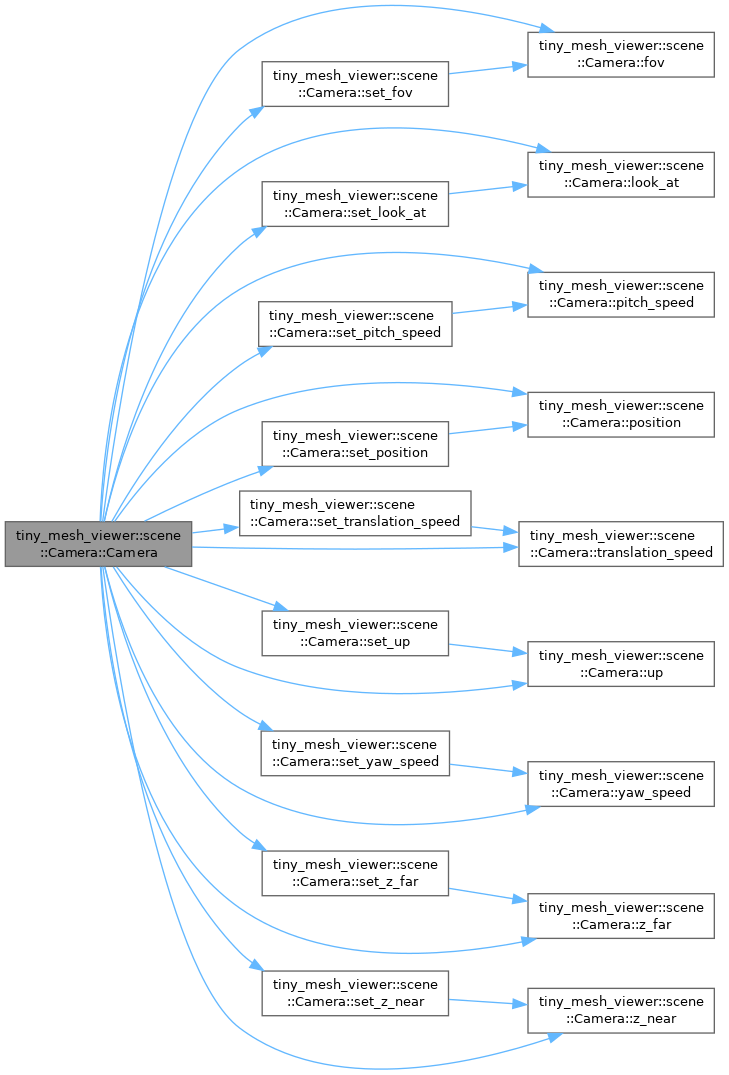 tiny_mesh_viewer::scene
::Camera::fov
tiny_mesh_viewer::scene
::Camera::set_fov
tiny_mesh_viewer::scene
::Camera::look_at
tiny_mesh_viewer::scene
::Camera::set_look_at
tiny_mesh_viewer::scene
::Camera::pitch_speed
tiny_mesh_viewer::scene
::Camera::set_pitch_speed
tiny_mesh_viewer::scene
::Camera::position
tiny_mesh_viewer::scene
::Camera::set_position
tiny_mesh_viewer::scene
::Camera::set_translation_speed
tiny_mesh_viewer::scene
::Camera::Camera
tiny_mesh_viewer::scene
::Camera::translation_speed
tiny_mesh_viewer::scene
::Camera::set_up
tiny_mesh_viewer::scene
::Camera::up
tiny_mesh_viewer::scene
::Camera::set_yaw_speed
tiny_mesh_viewer::scene
::Camera::yaw_speed
tiny_mesh_viewer::scene
::Camera::set_z_far
tiny_mesh_viewer::scene
::Camera::z_far
tiny_mesh_viewer::scene
::Camera::set_z_near
tiny_mesh_viewer::scene
::Camera::z_near